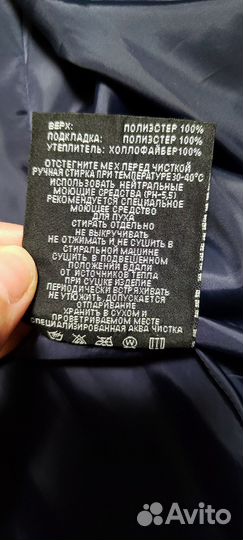 ВЕРХ: ПОЛИЭСТЕР 100%
ПОДКЛАДКА: ПОЛИЭСТЕР 100%
УТЕПЛИТЕЛЬ: ХОЛЛОФАЙБЕР100%
ОТСТЕГНИТЕ МЕХ ПЕРЕД ЧИСТКОЙ
РУЧНАЯ СТИРКА ПРИ ТЕМПЕРАТУРЕ 30-40°C
ИСПОЛЬЗОВАТЬ НЕЙТРАЛЬНЫЕ
МОЮЩИЕ СРЕДСТВА (PH-5,5)
РЕКОМЕНДУЕТСЯ СПЕЦИАЛЬНОЕ
МОЮЩЕЕ СРЕДСТВО
ДЛЯ ПУХА
СТИРАТЬ ОТДЕЛЬНО
НЕ ВЫКРУЧИВАТЬ
НЕ ОТЖИМАТЬ И НЕ СУШИТЬ В
СТИРАЛЬНОЙ МАШИНЕ
СУШИТЬ В ПОДВЕШЕННОМ
ПОЛОЖЕНИИ ВДАЛИ
ОТ ИСТОЧНИКОВ ТЕПЛА
ПРИ СУШКЕ ИЗДЕЛИЕ
ПЕРИОДИЧЕСКИ ВСТРЯХИВАТЬ
НЕ УТЮЖИТЬ, ДОПУСКАЕТСЯ
ОТПАРИВАНИЕ
ХРАНИТЬ В СУХОМ И
ПРОВЕТРИВАЕМОМ МЕСТЕ
СПЕЦИАЛИЗИРОВАННАЯ АКВА ЧИСТКА
Avito